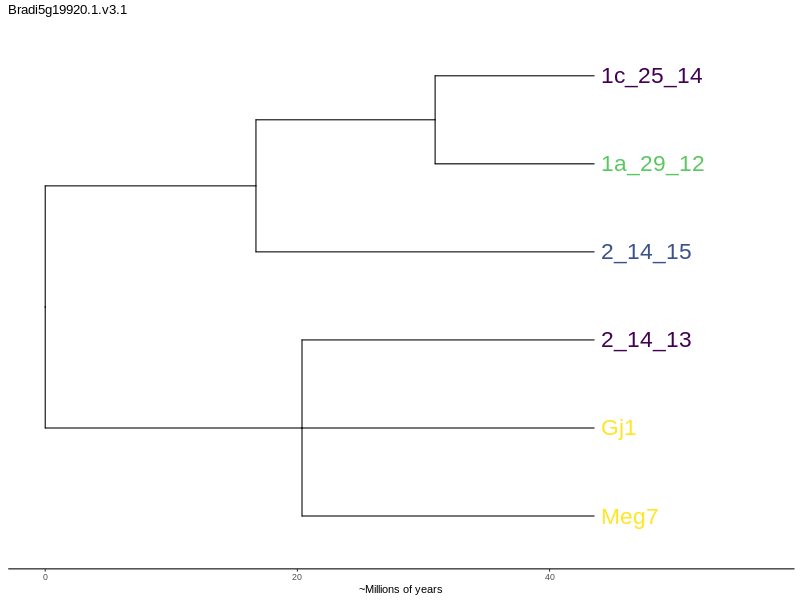 Bradi5g19920.1.v3.1
1c_25_14
1a_29_12
2_14_15
2_14_13
Gj1
Meg7
0 20 40
~Millions of years